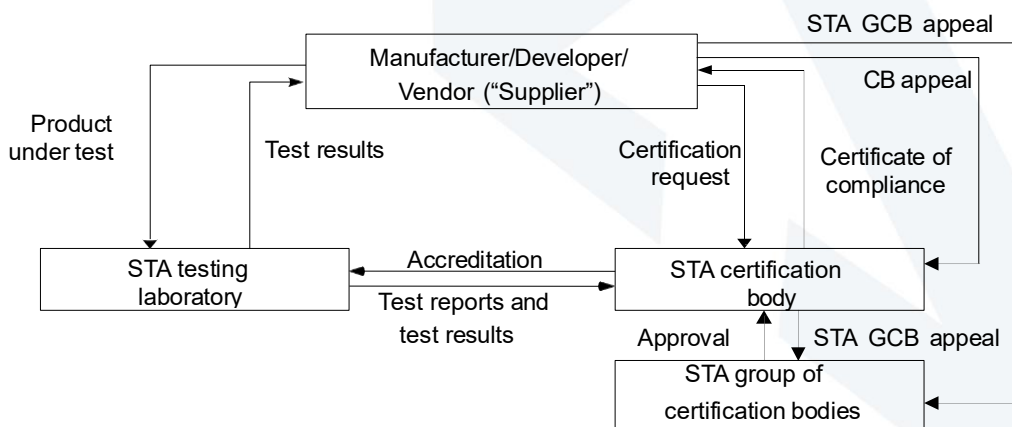 STA GCB appeal
Manufacturer/Developer/
Vendor (“Supplier”)
CB appeal
Product
under test
Test results
Certification
request
Certificate of
compliance
STA testing
laboratory
Accreditation
Test reports and
test results
STA certification
body
Approval
STA GCB appeal
STA group of
certification bodies